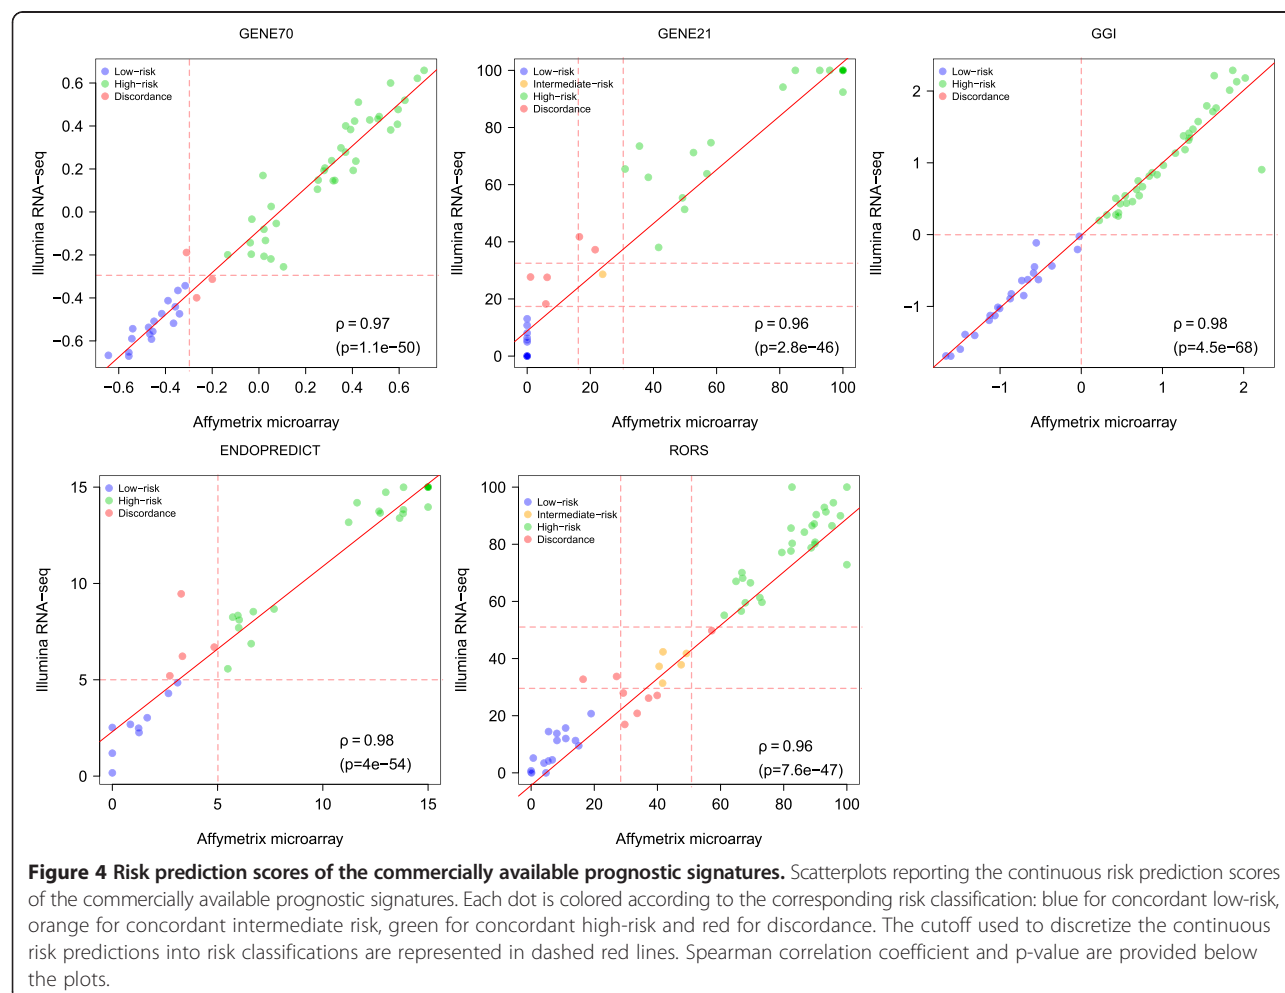 GENE70
Low−risk
High−risk
Discordance
Illumina RNA−seq
0.6
0.4
0.2
0.0
−0.2
−0.4
−0.6
ρ = 0.97
(p=1.1e−50)
−0.6 −0.4 −0.2 0.0 0.2 0.4 0.6
Affymetrix microarray
GENE21
Low−risk
Intermediate−risk
High−risk
Discordance
Illumina RNA−seq
100
80
60
40
20
0
ρ = 0.96
(p=2.8e−46)
0 20 40 60 80 100
Affymetrix microarray
GGI
Low−risk
High−risk
Discordance
Illumina RNA−seq
2
1
0
−1
ρ = 0.98
(p=4.5e−68)
−1 0 1 2
Affymetrix microarray
ENDOPREDICT
Low−risk
High−risk
Discordance
Illumina RNA−seq
15
10
5
0
ρ = 0.98
(p=4e−54)
0 5 10 15
Affymetrix microarray
RORS
Low−risk
Intermediate−risk
High−risk
Discordance
Illumina RNA−seq
100
80
60
40
20
0
ρ = 0.96
(p=7.6e−47)
0 20 40 60 80 100
Affymetrix microarray
Figure 4 Risk prediction scores of the commercially available prognostic signatures. Scatterplots reporting the continuous risk prediction scores
of the commercially available prognostic signatures. Each dot is colored according to the corresponding risk classification: blue for concordant low-risk,
orange for concordant intermediate risk, green for concordant high-risk and red for discordance. The cutoff used to discretize the continuous
risk predictions into risk classifications are represented in dashed red lines. Spearman correlation coefficient and p-value are provided below
the plots.